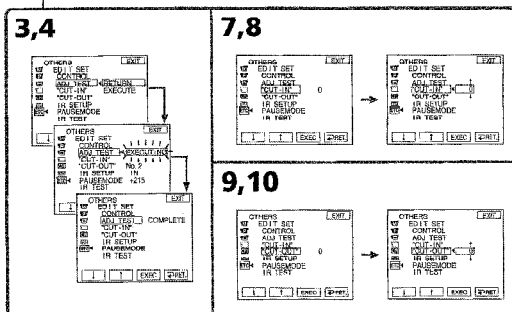 3,4
OTHERS EXIT
EDIT SET
CONTROL
ADJ TEST RETURN
"CUT-IN" EXECUTE
"CUT-OUT"
IR SETUP
PAUSEMODE
IR TEST
OTHERS EXIT
EDIT SET
CONTROL
ADJ TEST EXECUTING
"CUT-IN"
"CUT-OUT" No. 2
IR SETUP IN
PAUSEMODE +215
IR TEST
OTHERS EXIT
EDIT SET
CONTROL
ADJ TEST COMPLETE
"CUT-IN"
"CUT-OUT"
IR SETUP
PAUSEMODE
IR TEST
↓ ↑ EXEC RET.
7,8
OTHERS EXIT
EDIT SET
CONTROL
ADJ TEST
"CUT-IN" 0
"CUT-OUT"
IR SETUP
PAUSEMODE
IR TEST
↓ ↑ EXEC RET.
OTHERS EXIT
EDIT SET
CONTROL
ADJ TEST
"CUT-IN" 0
"CUT-OUT"
IR SETUP
PAUSEMODE
IR TEST
↓ ↑ EXEC RET.
9,10
OTHERS EXIT
EDIT SET
CONTROL
ADJ TEST
"CUT-IN"
"CUT-OUT" 0
IR SETUP
PAUSEMODE
IR TEST
↓ ↑ EXEC RET.
OTHERS EXIT
EDIT SET
CONTROL
ADJ TEST
"CUT-IN"
"CUT-OUT" 0
IR SETUP
PAUSEMODE
IR TEST
↓ ↑ EXEC RET.